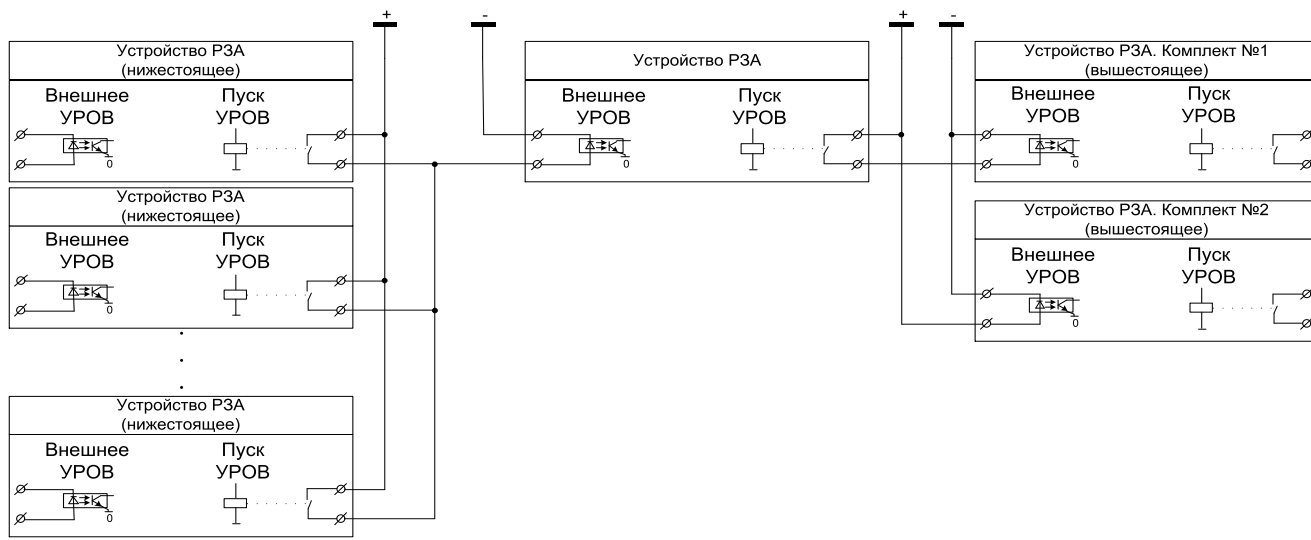 +
-
+
-
Устройство РЗА
(нижестоящее)
Внешнее
УРОВ
Пуск
УРОВ
0
Устройство РЗА
Внешнее
УРОВ
Пуск
УРОВ
0
Устройство РЗА. Комплект №1
(вышестоящее)
Внешнее
УРОВ
Пуск
УРОВ
0
Устройство РЗА
(нижестоящее)
Внешнее
УРОВ
Пуск
УРОВ
0
Устройство РЗА. Комплект №2
(вышестоящее)
Внешнее
УРОВ
Пуск
УРОВ
0
Устройство РЗА
(нижестоящее)
Внешнее
УРОВ
Пуск
УРОВ
0